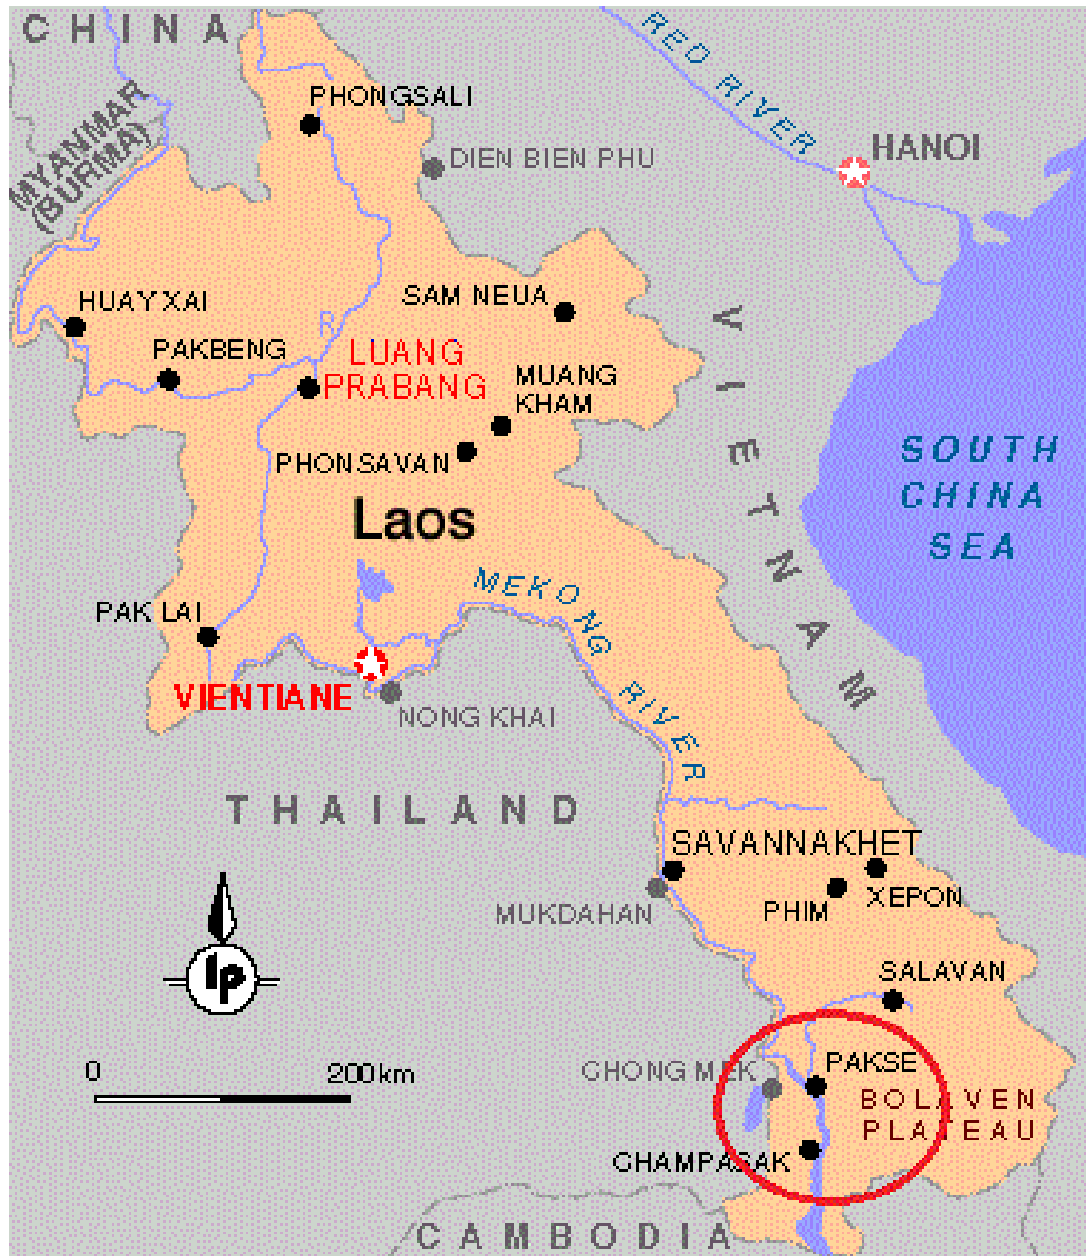 CHINA
RED RIVER
MYANMAR
(BURMA)
PHONGSALI
DIEN BIEN PHU
HANOI
HUAY XAI
SAM NEUA
PAKBENG
R
LUANG
PRABANG
MUANG
KHAM
PHONSAVAN
VIETNAM
SOUTH
CHINA
SEA
Laos
MEKONG RIVER
PAK LAI
VIENTIANE
NONG KHAI
THAILAND
SAVANNAKHET
XEPON
PHIM
MUKDAHAN
lp
SALAVAN
0 200km
CHONG MEK
PAKSE
BOLAVEN
PLATEAU
CHAMPASAK
CAMBODIA